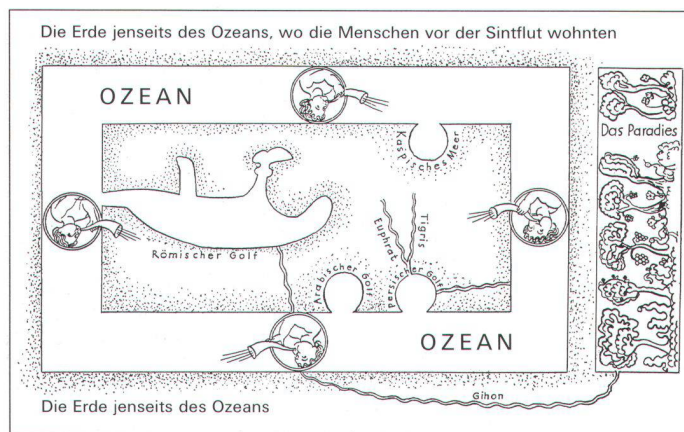 Die Erde jenseits des Ozeans, wo die Menschen vor der Sintflut wohnten
OZEAN
Kaspisches Meer
Das Paradies
Euphrat
Tigris
Römischer Golf
Arabischer Golf
persischer Golf
OZEAN
Gihon
Die Erde jenseits des Ozeans